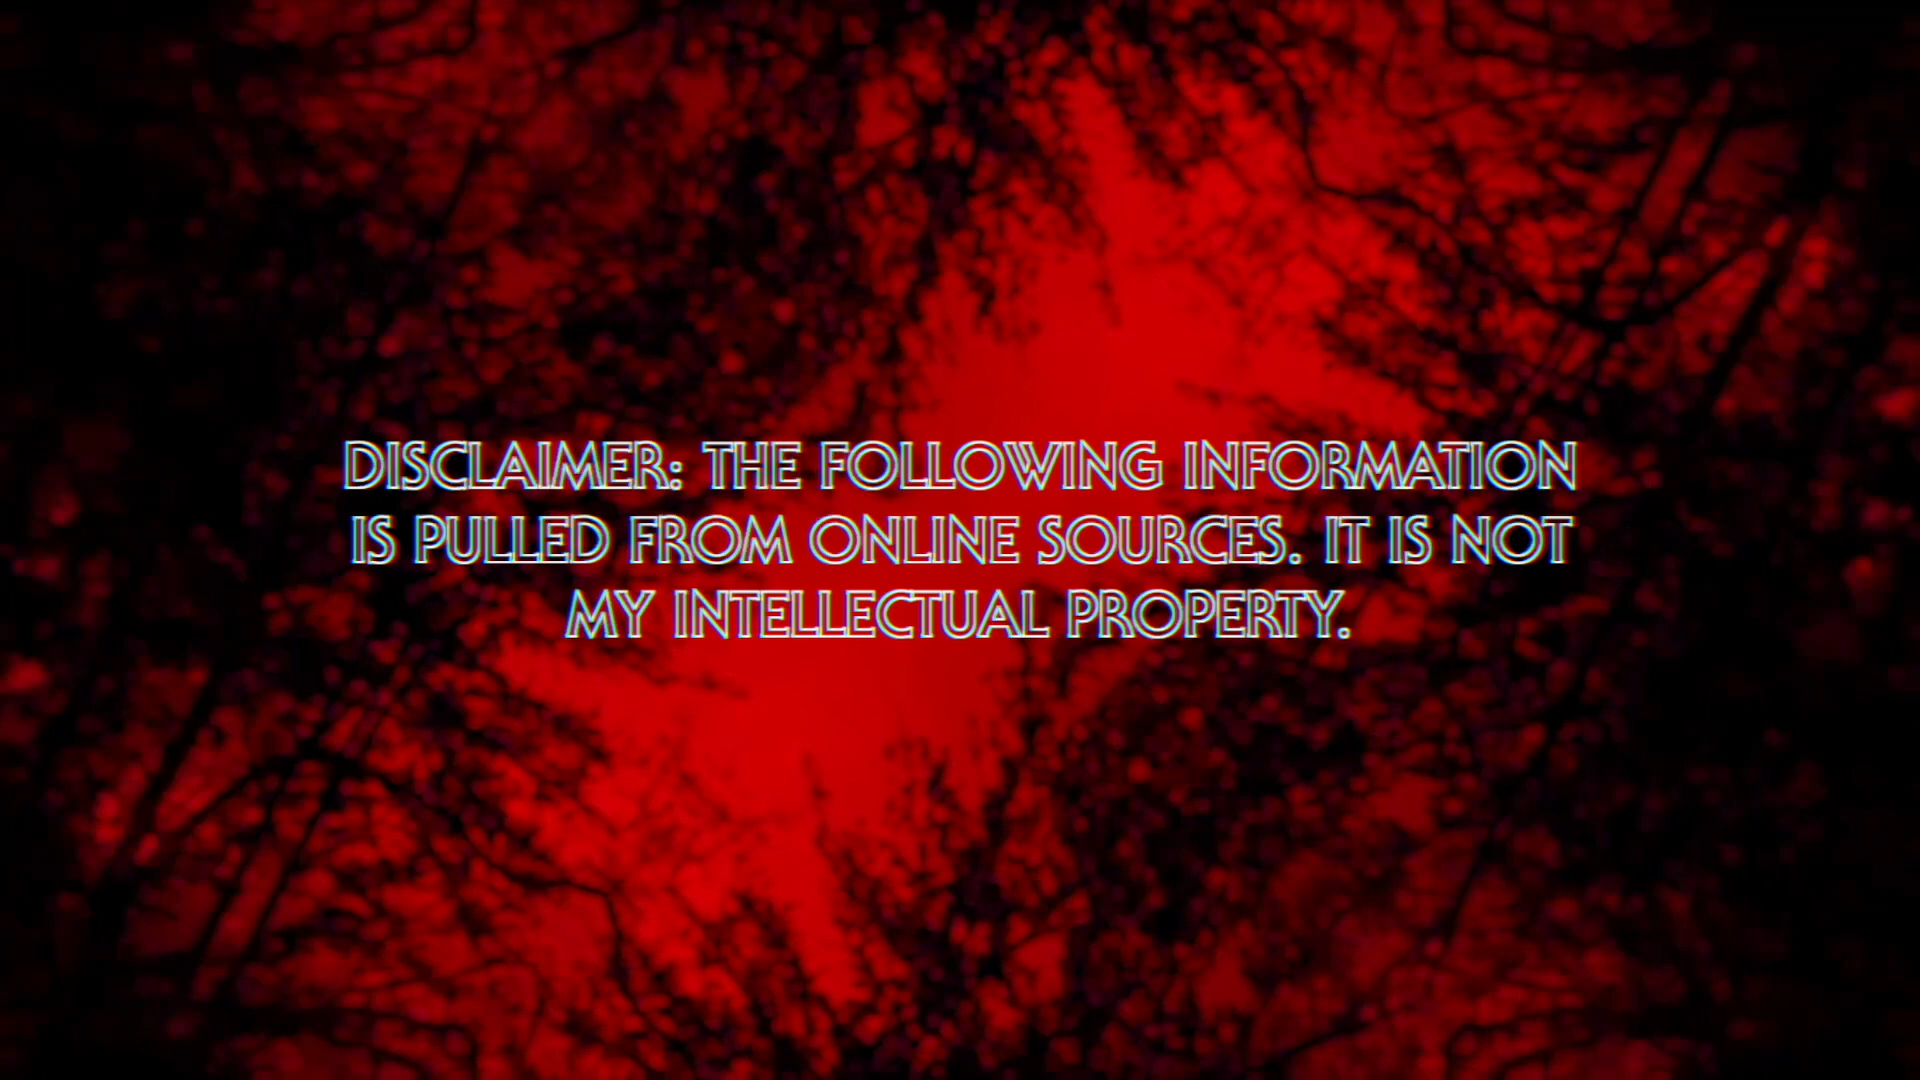 DISCLAIMER: THE FOLLOWING INFORMATION
IS PULLED FROM ONLINE SOURCES. IT IS NOT
MY INTELLECTUAL PROPERTY.